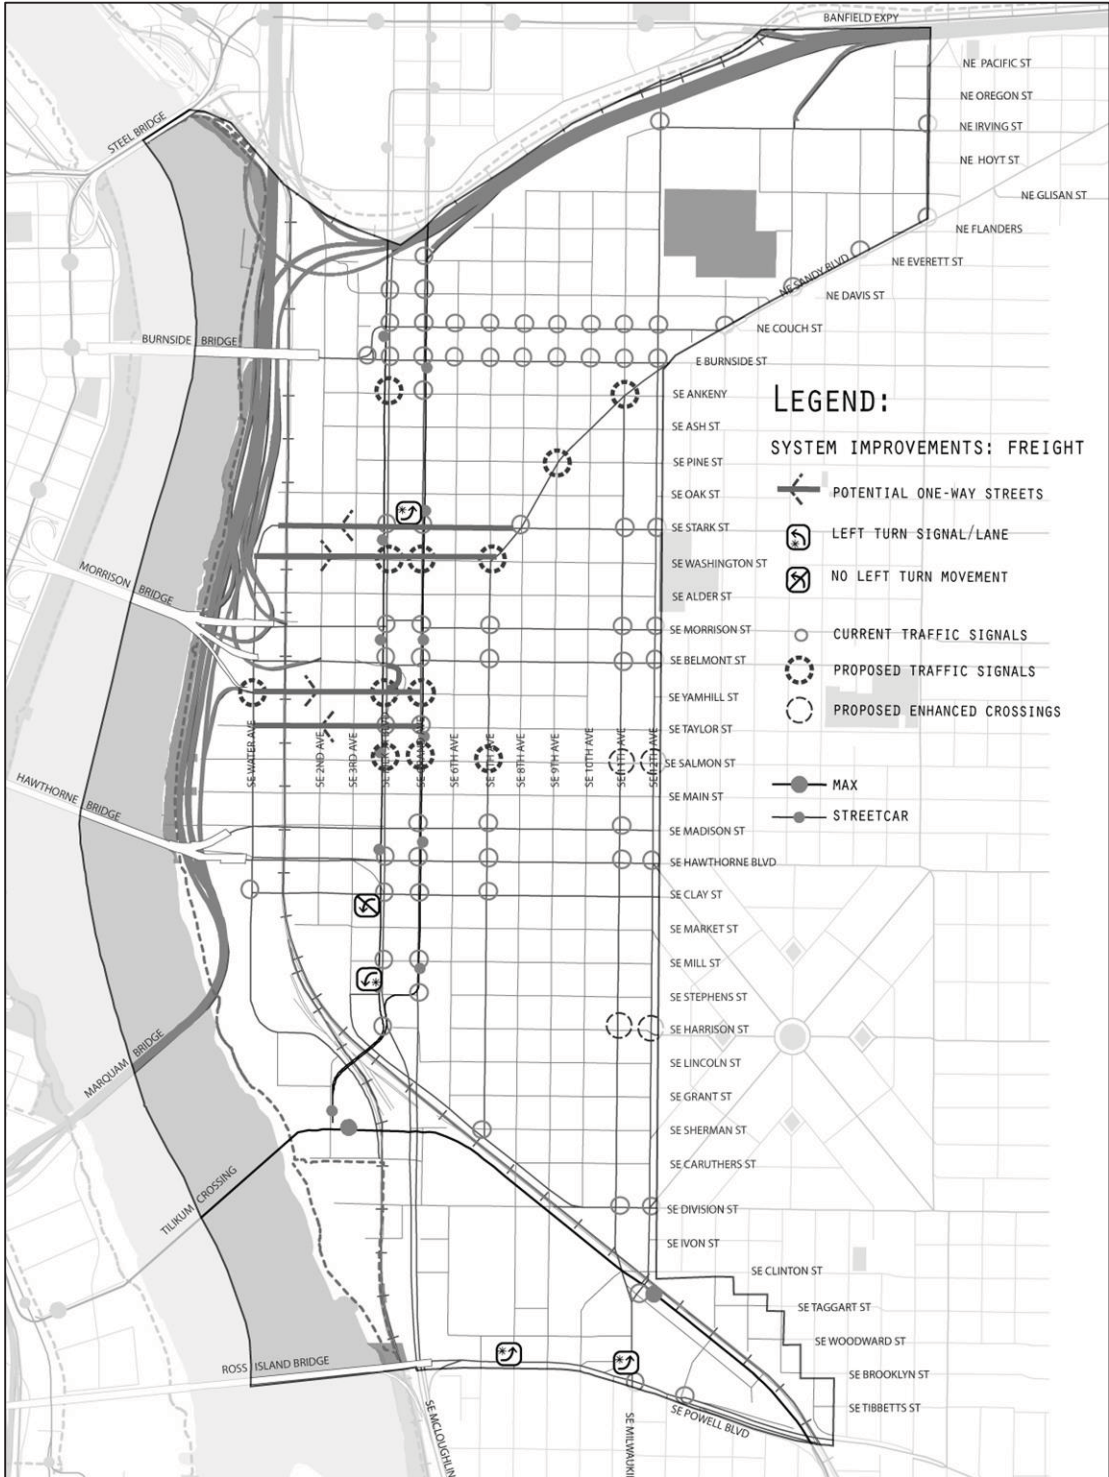 BANFIELD EXPY
NE PACIFIC ST
NE OREGON ST
STEEL BRIDGE
NE IRVING ST
NE HOYT ST
NE GLISAN ST
NE FLANDERS
NE EVERETT ST
NE SANDY BLVD
NE DAVIS ST
NE COUCH ST
BURNSIDE BRIDGE
E BURNSIDE ST
SE ANKENY
LEGEND:
SE ASH ST
SYSTEM IMPROVEMENTS: FREIGHT
SE PINE ST
SE OAK ST
POTENTIAL ONE-WAY STREETS
SE STARK ST
LEFT TURN SIGNAL/LANE
SE WASHINGTON ST
NO LEFT TURN MOVEMENT
MORRISON BRIDGE
SE ALDER ST
SE MORRISON ST
CURRENT TRAFFIC SIGNALS
SE BELMONT ST
PROPOSED TRAFFIC SIGNALS
SE YAMHILL ST
PROPOSED ENHANCED CROSSINGS
SE TAYLOR ST
SE WATER AVE
SE 2ND AVE
SE 3RD AVE
SE 6TH AVE
SE 8TH AVE
SE 9TH AVE
SE 10TH AVE
SE 11TH AVE
SE 12TH AVE
SE SALMON ST
HAWTHORNE BRIDGE
MAX
SE MAIN ST
STREETCAR
SE MADISON ST
SE HAWTHORNE BLVD
SE CLAY ST
SE MARKET ST
SE MILL ST
SE STEPHENS ST
SE HARRISON ST
MARQUAM BRIDGE
SE LINCOLN ST
SE GRANT ST
SE SHERMAN ST
SE CARUTHERS ST
TILIKUM CROSSING
SE DIVISION ST
SE IVON ST
SE CLINTON ST
SE TAGGART ST
SE WOODWARD ST
ROSS ISLAND BRIDGE
SE BROOKLYN ST
SE TIBBETTS ST
SE POWELL BLVD
SE MCLOUGHLIN
SE MILWAUKI